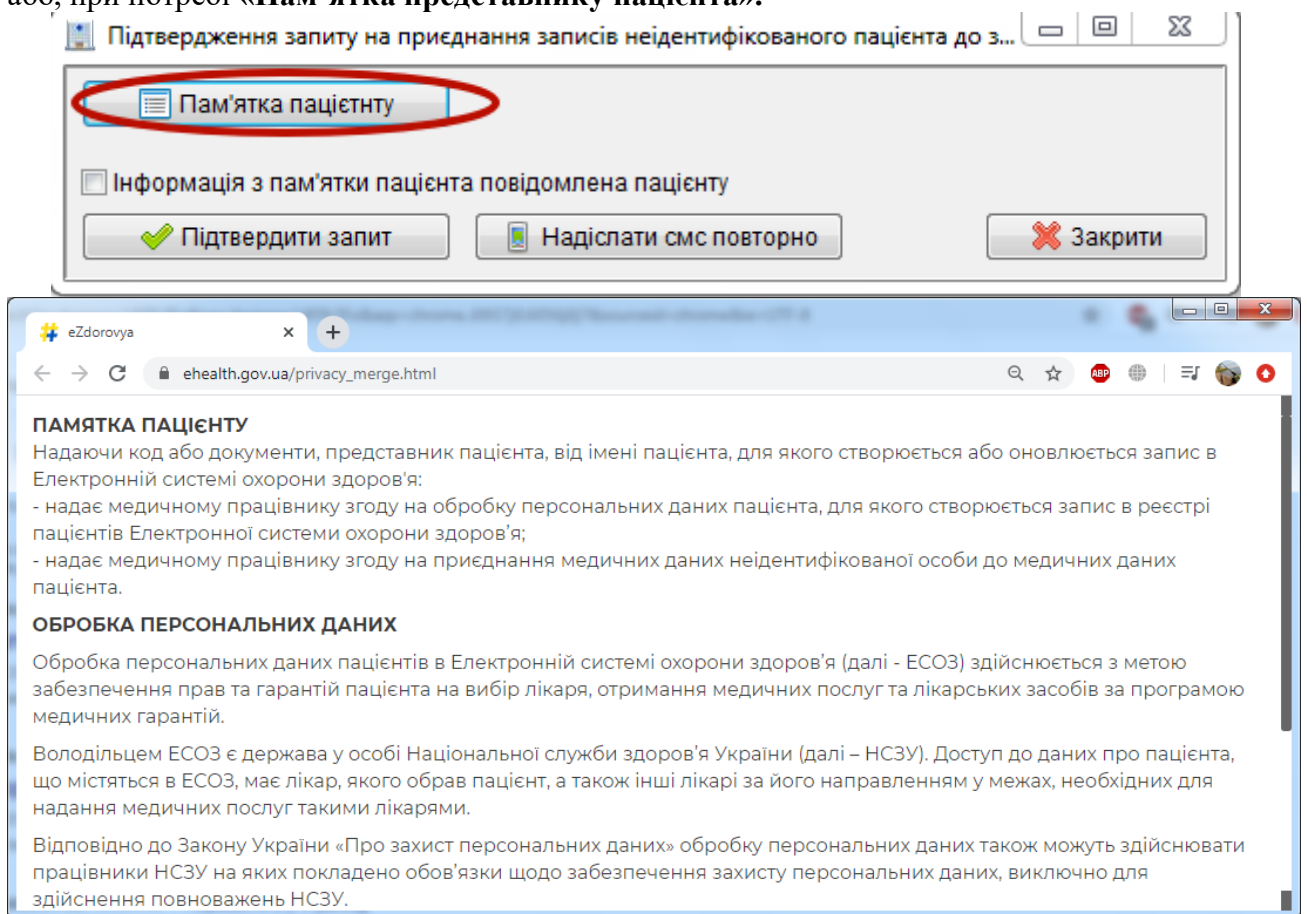 або, при потребі «Пам’ятка представнику пацієнта».
Підтвердження запиту на приєднання записів неідентифікованого пацієнта до з...
Пам'ятка пацієтнту
Інформація з пам'ятки пацієнта повідомлена пацієнту
Підтвердити запит Надіслати смс повторно Закрити
eZdorovya
ehealth.gov.ua/privacy_merge.html
ABP
ПАМЯТКА ПАЦІЄНТУ
Надаючи код або документи, представник пацієнта, від імені пацієнта, для якого створюється або оновлюється запис в
Електронній системі охорони здоров'я:
- надає медичному працівнику згоду на обробку персональних даних пацієнта, для якого створюється запис в реєстрі
пацієнтів Електронної системи охорони здоров’я;
- надає медичному працівнику згоду на приєднання медичних даних неідентифікованої особи до медичних даних
пацієнта.
ОБРОБКА ПЕРСОНАЛЬНИХ ДАНИХ
Обробка персональних даних пацієнтів в Електронній системі охорони здоров’я (далі - ЕСОЗ) здійснюється з метою
забезпечення прав та гарантій пацієнта на вибір лікаря, отримання медичних послуг та лікарських засобів за програмою
медичних гарантій.
Володільцем ЕСОЗ є держава у особі Національної служби здоров’я України (далі – НСЗУ). Доступ до даних про пацієнта,
що містяться в ЕСОЗ, має лікар, якого обрав пацієнт, а також інші лікарі за його направленням у межах, необхідних для
надання медичних послуг такими лікарями.
Відповідно до Закону України «Про захист персональних даних» обробку персональних даних також можуть здійснювати
працівники НСЗУ на яких покладено обов’язки щодо забезпечення захисту персональних даних, виключно для
здійснення повноважень НСЗУ.